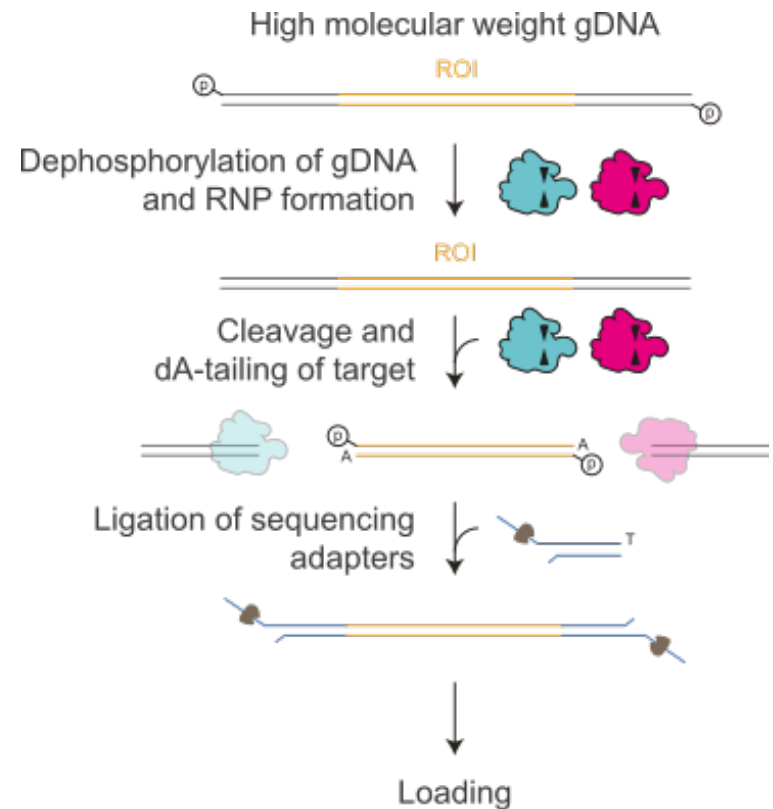 High molecular weight gDNA
ROI
p
p
Dephosphorylation of gDNA
and RNP formation
ROI
Cleavage and
dA-tailing of target
p
A
A
p
Ligation of sequencing
adapters
T
Loading